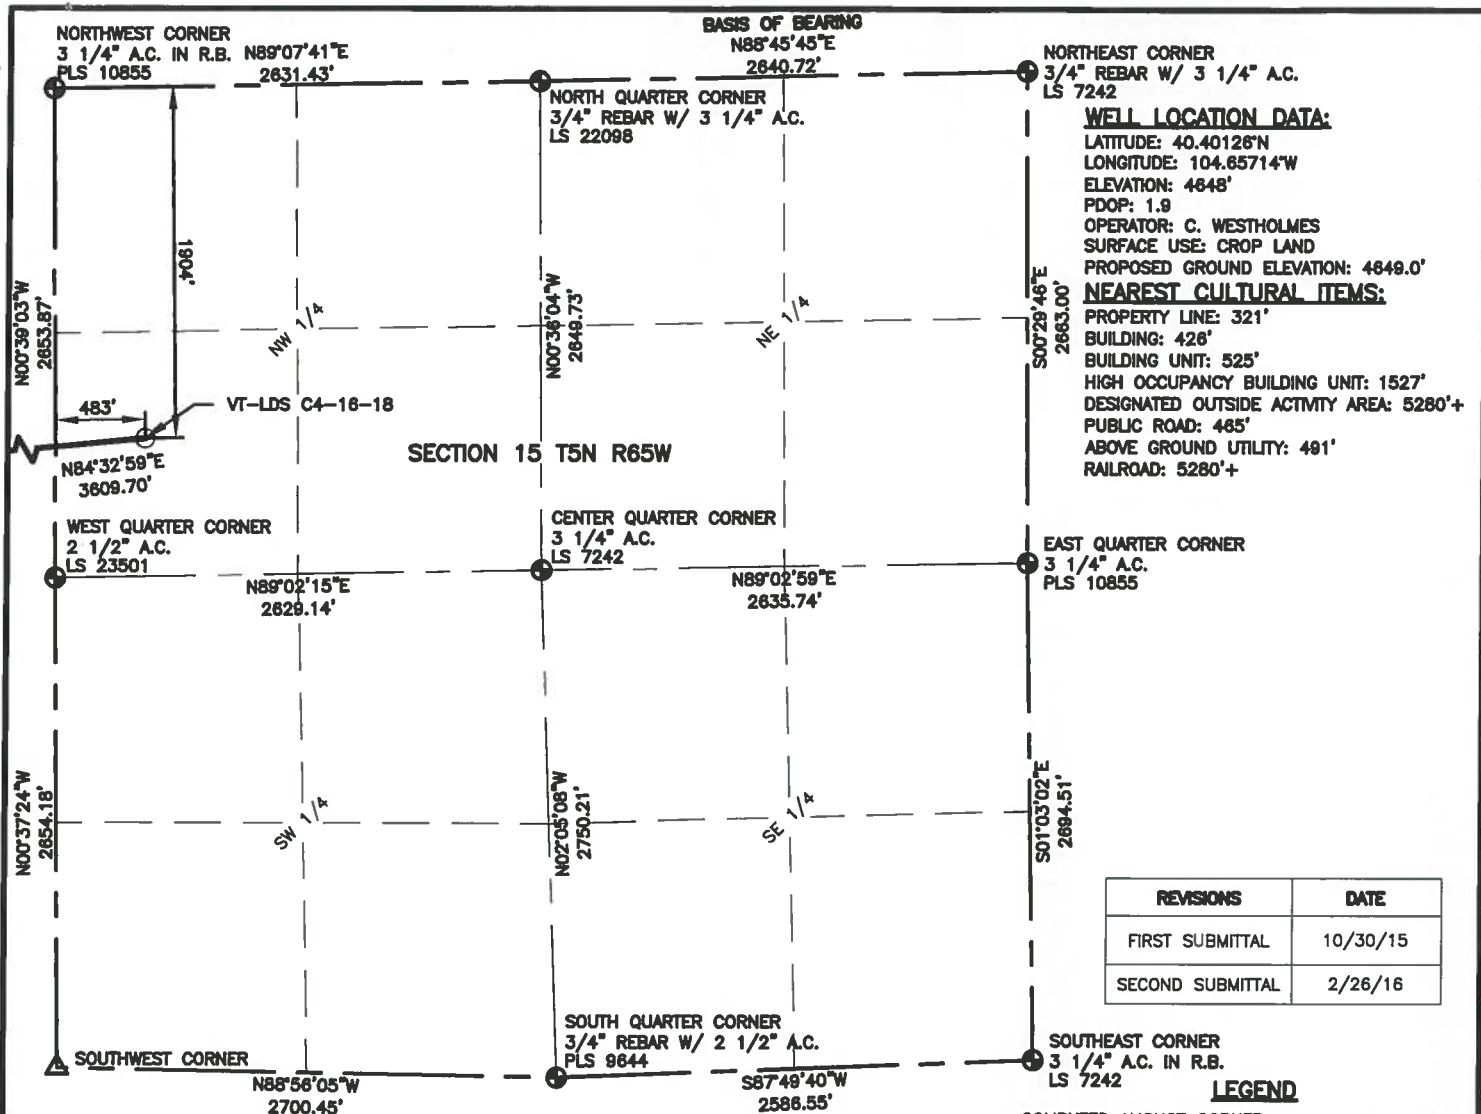 BASIS OF BEARING
N88°45'45"E
2640.72'
NORTHWEST CORNER
3 1/4" A.C. IN R.B.
PLS 10855
N89°07'41"E
2631.43'
NORTH QUARTER CORNER
3/4" REBAR W/ 3 1/4" A.C.
LS 22098
NORTHEAST CORNER
3/4" REBAR W/ 3 1/4" A.C.
LS 7242
WELL LOCATION DATA:
LATITUDE: 40.40126°N
LONGITUDE: 104.65714°W
ELEVATION: 4648'
PDOP: 1.9
OPERATOR: C. WESTHOLMES
SURFACE USE: CROP LAND
PROPOSED GROUND ELEVATION: 4649.0'
NEAREST CULTURAL ITEMS:
PROPERTY LINE: 321'
BUILDING: 426'
BUILDING UNIT: 525'
HIGH OCCUPANCY BUILDING UNIT: 1527'
DESIGNATED OUTSIDE ACTIVITY AREA: 5280'+
PUBLIC ROAD: 465'
ABOVE GROUND UTILITY: 491'
RAILROAD: 5280'+
1904'
N00°39'03"W
2653.87'
NW 1/4
N00°36'04"W
2649.73'
NE 1/4
S00°29'46"E
2663.00'
483'
VT-LDS C4-16-18
N84°32'59"E
3609.70'
SECTION 15 T5N R65W
WEST QUARTER CORNER
2 1/2" A.C.
LS 23501
CENTER QUARTER CORNER
3 1/4" A.C.
LS 7242
EAST QUARTER CORNER
3 1/4" A.C.
PLS 10855
N89°02'15"E
2629.14'
N89°02'59"E
2635.74'
N00°37'24"W
2654.18'
SW 1/4
N02°05'08"W
2750.21'
SE 1/4
S01°03'02"E
2694.51'
REVISIONS DATE
FIRST SUBMITTAL 10/30/15
SECOND SUBMITTAL 2/26/16
SOUTHWEST CORNER
N88°56'05"W
2700.45'
SOUTH QUARTER CORNER
3/4" REBAR W/ 2 1/2" A.C.
PLS 9644
S87°49'40"W
2586.55'
SOUTHEAST CORNER
3 1/4" A.C. IN R.B.
LS 7242
LEGEND